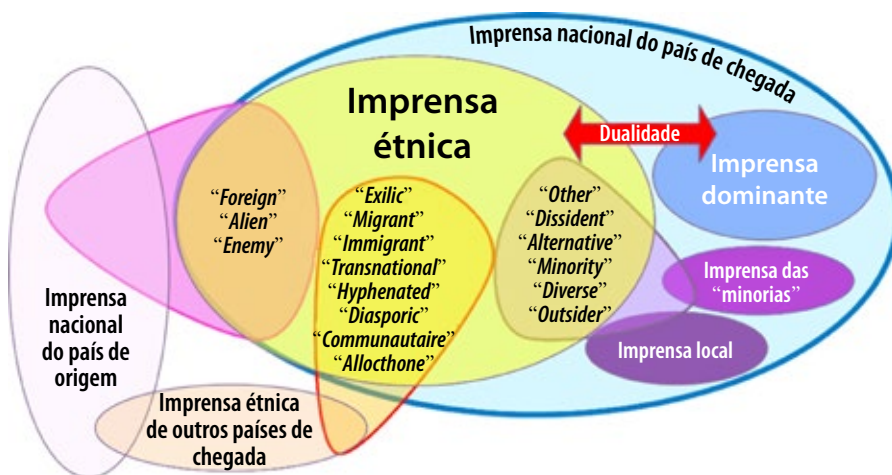 Imprensa nacional do país de chegada
Imprensa
étnica
Dualidade
Imprensa
dominante
“Foreign”
“Alien”
“Enemy”
“Exilic”
“Migrant”
“Immigrant”
“Transnational”
“Hyphenated”
“Diasporic”
“Communautaire”
“Allocthone”
“Other”
“Dissident”
“Alternative”
“Minority”
“Diverse”
“Outsider”
Imprensa das
“minorias”
Imprensa local
Imprensa
nacional
do país de
origem
Imprensa étnica
de outros países de
chegada